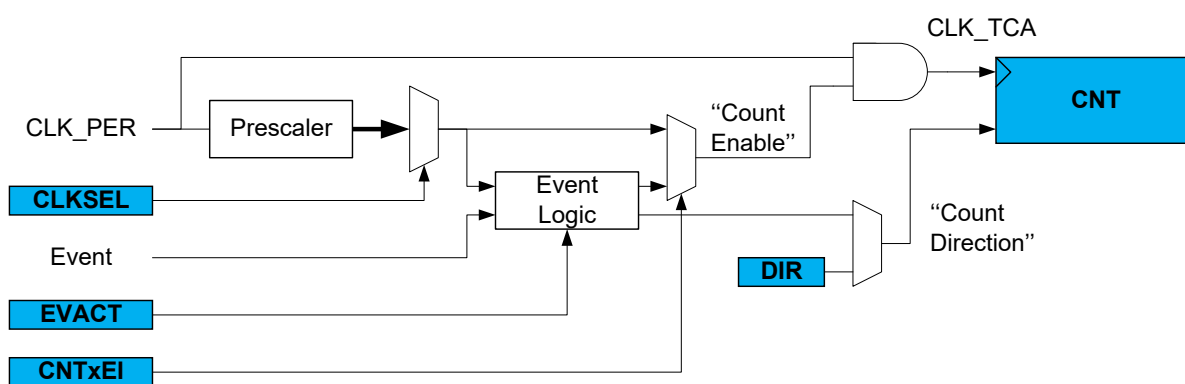 CLK_TCA
CNT
CLK_PER
Prescaler
‘‘Count
Enable’’
CLKSEL
Event
Logic
Event
‘‘Count
Direction’’
DIR
EVACT
CNTxEI